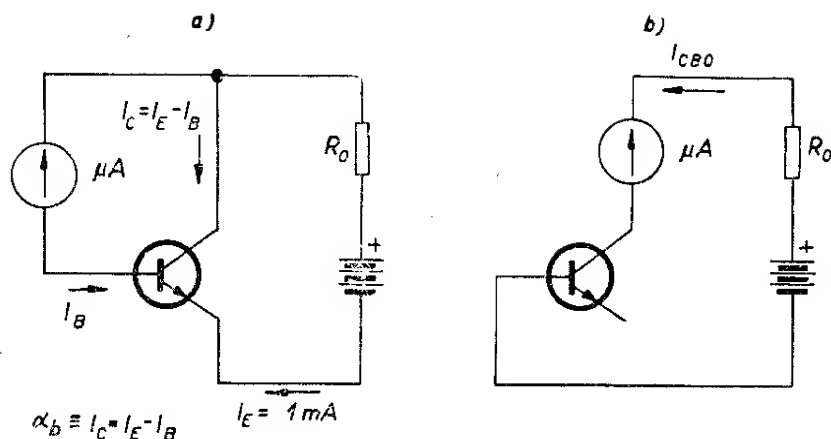 a)
I_C = I_E - I_B
μA
R_0
+
I_B
I_E = 1 mA
α_b ≡ I_C = I_E - I_B
b)
I_CBO
μA
R_0
+